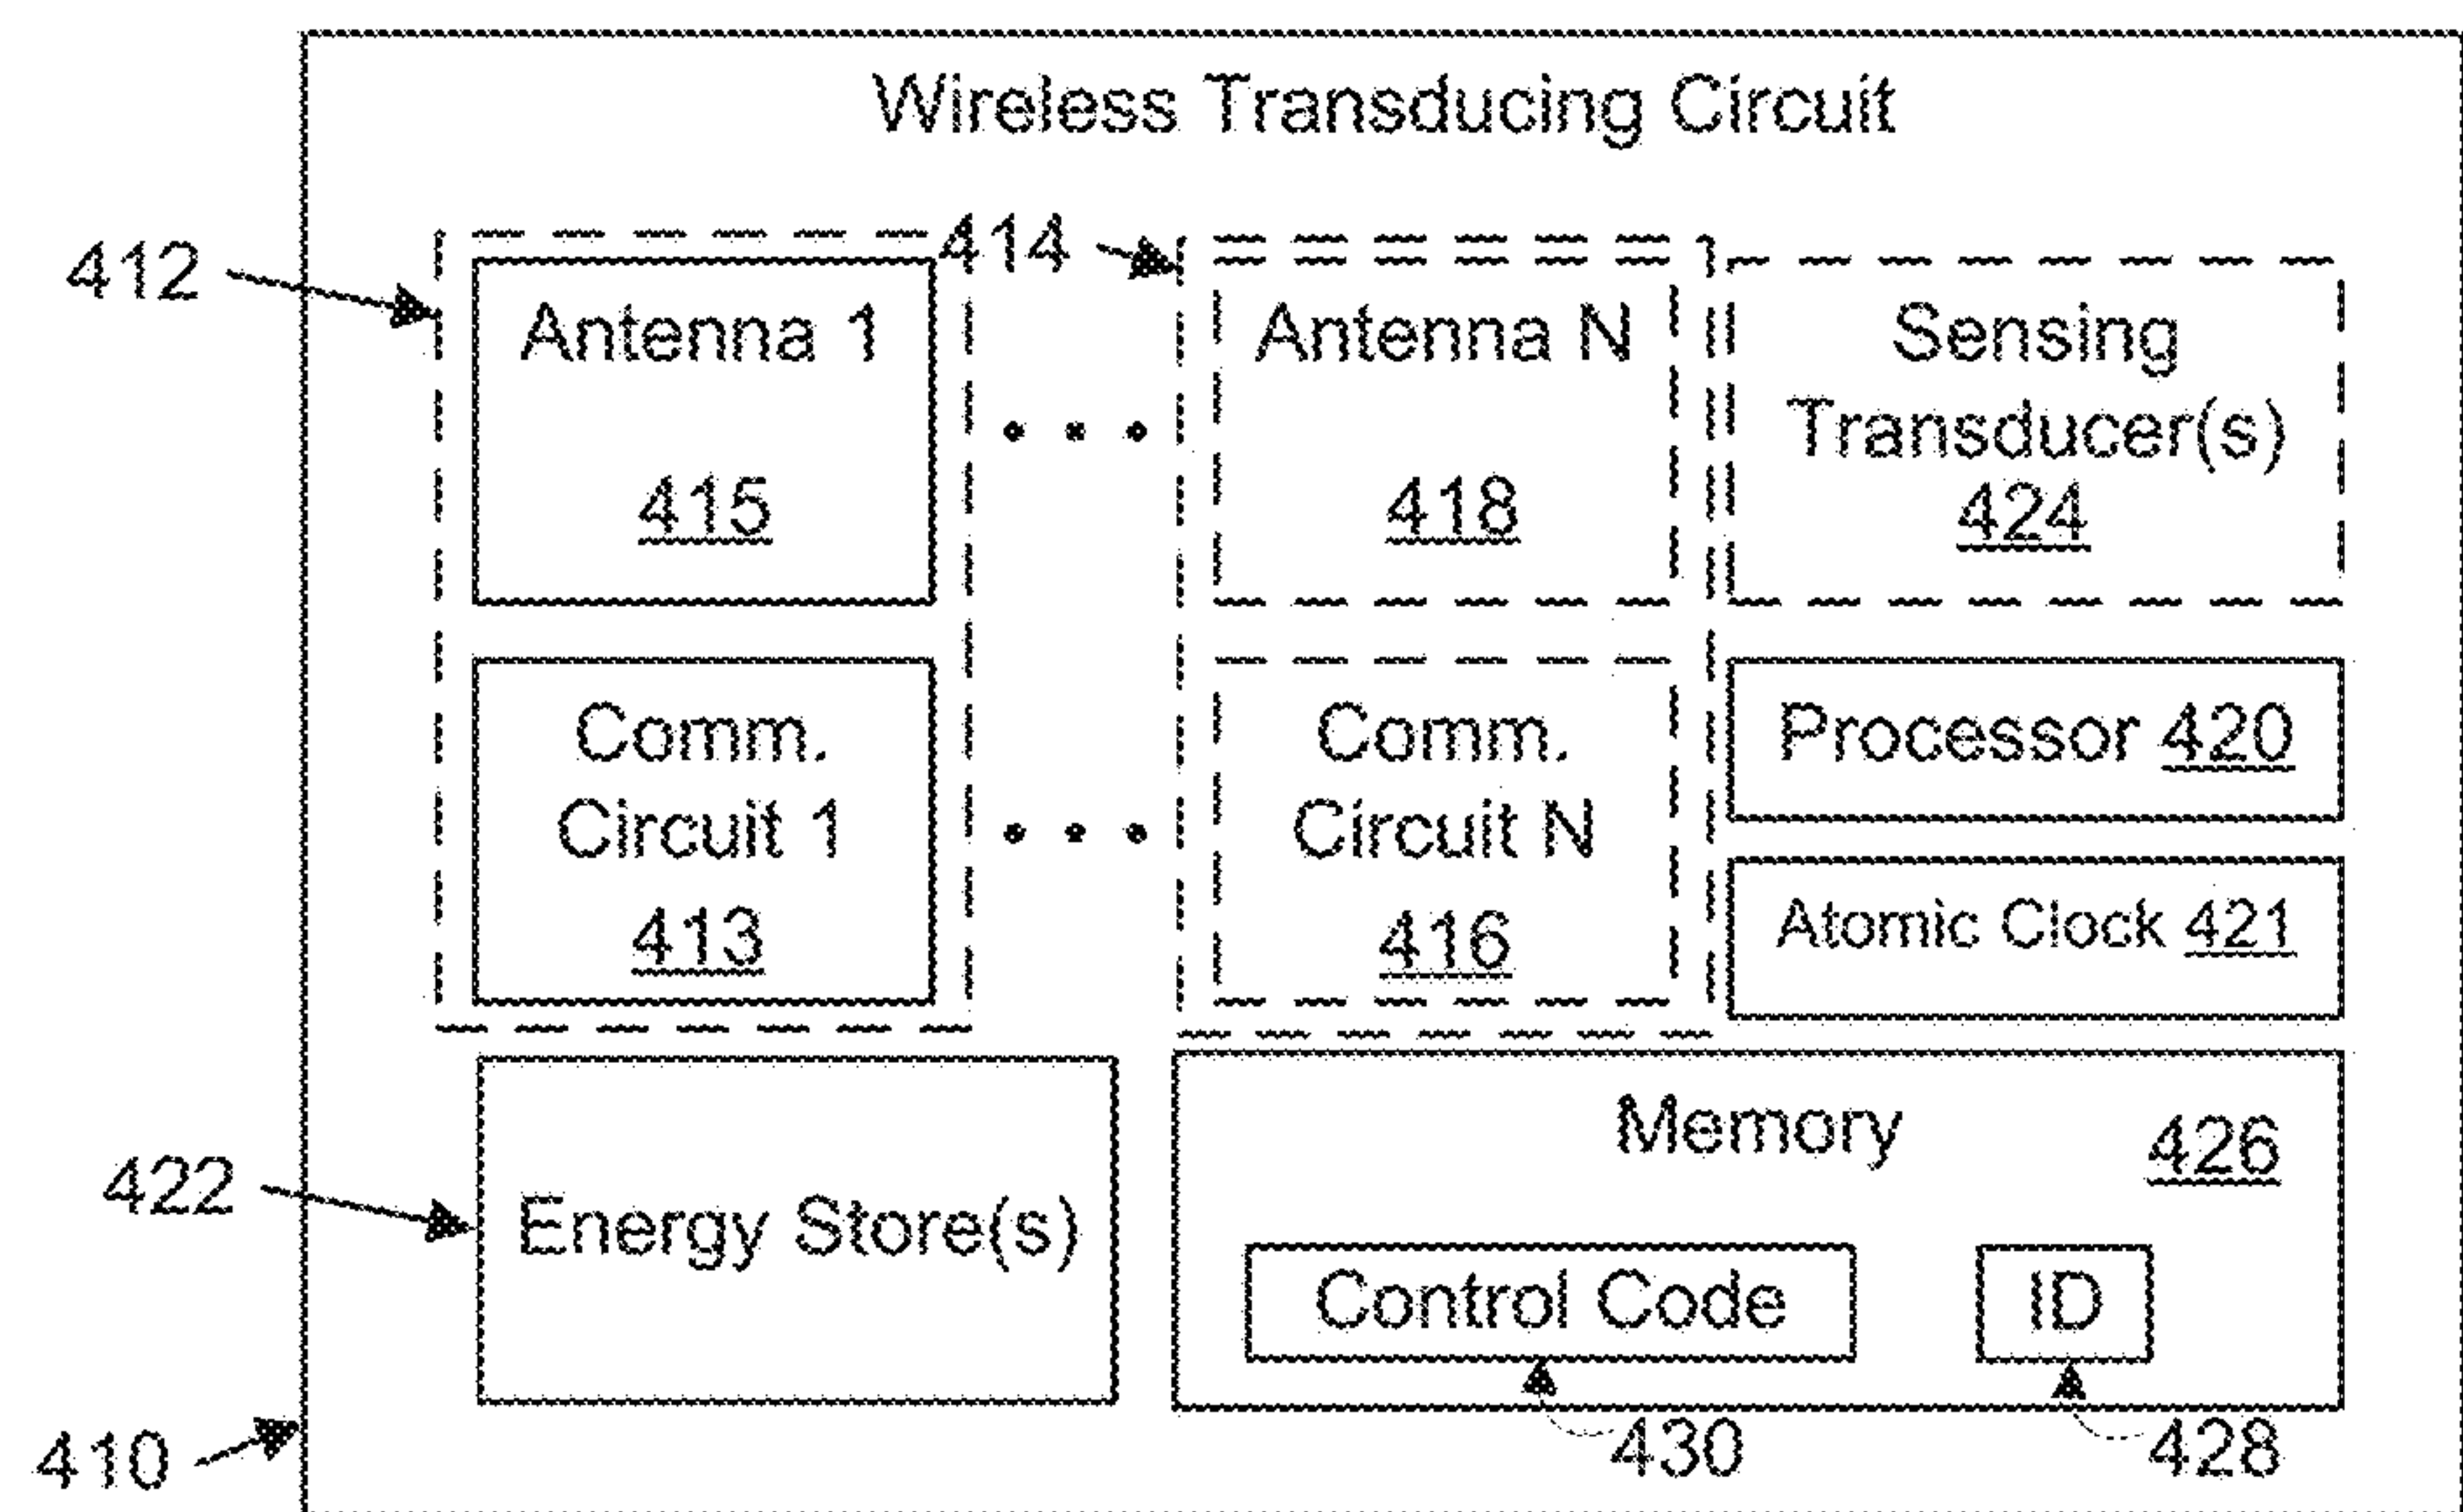 Wireless Transducing Circuit
412
414
Antenna 1
415
Antenna N
418
Sensing
Transducer(s)
424
Comm.
Circuit 1
413
Comm.
Circuit N
416
Processor 420
Atomic Clock 421
422
Energy Store(s)
Memory
426
Control Code
ID
410
430
428